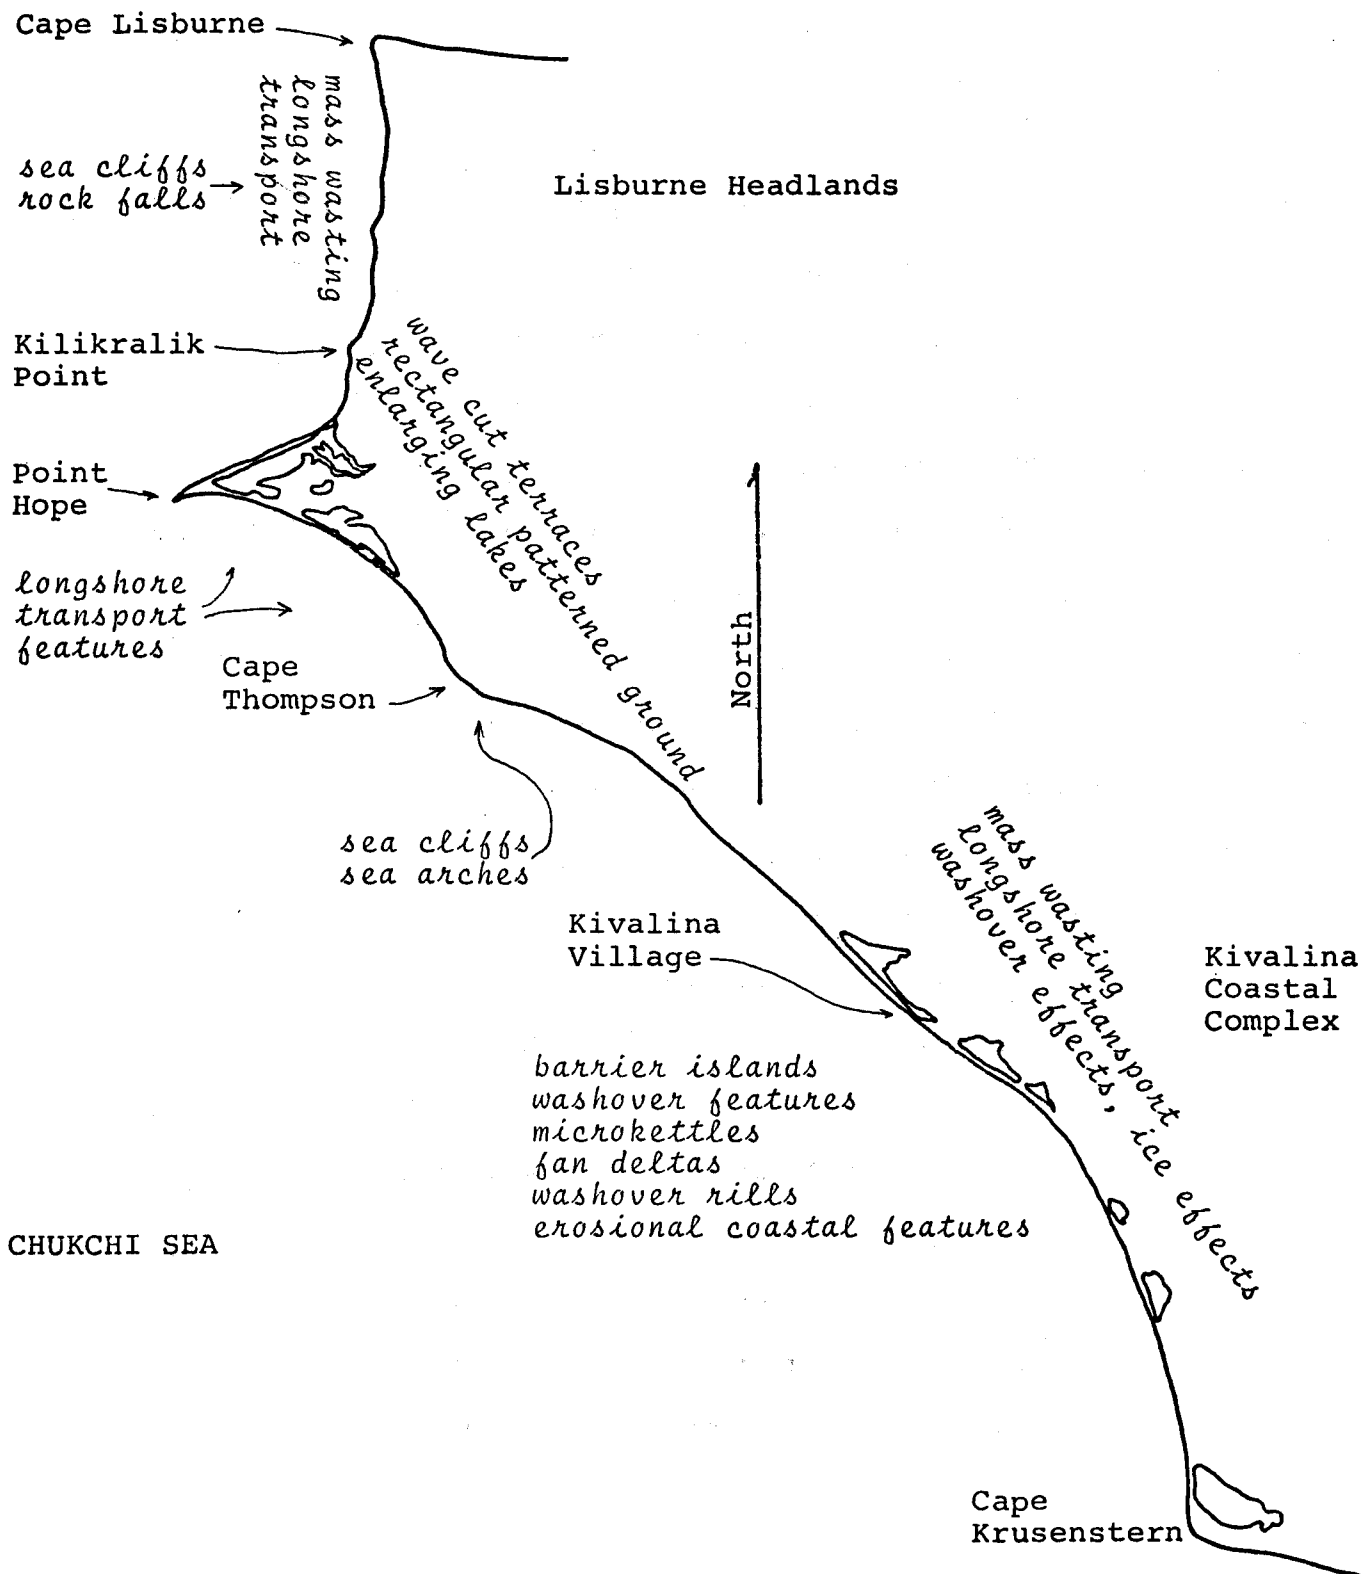 Cape Lisburne
mass wasting
longshore
transport
sea cliffs
rock falls
Lisburne Headlands
Kilikralik
Point
wave cut terraces
rectangular patterned ground
enlarging lakes
Point
Hope
longshore
transport
features
Cape
Thompson
North
sea cliffs
sea arches
mass wasting
longshore transport
washover effects, ice effects
Kivalina
Village
Kivalina
Coastal
Complex
barrier islands
washover features
microkettles
fan deltas
washover rills
erosional coastal features
CHUKCHI SEA
Cape
Krusenstern